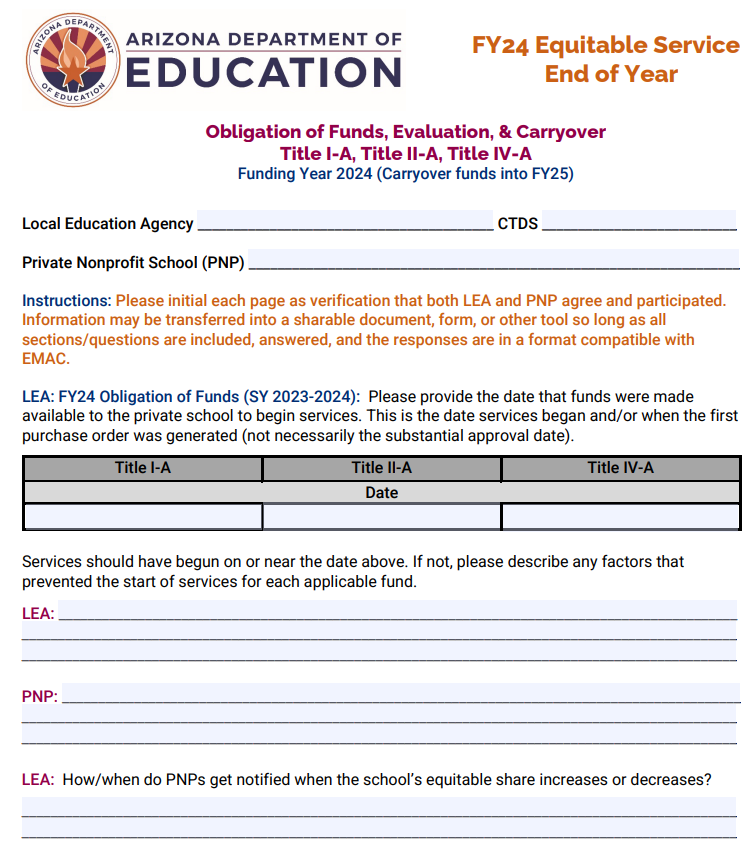 ARIZONA DEPARTMENT
OF EDUCATION
ARIZONA DEPARTMENT OF
EDUCATION
FY24 Equitable Service
End of Year
Obligation of Funds, Evaluation, & Carryover
Title I-A, Title II-A, Title IV-A
Funding Year 2024 (Carryover funds into FY25)
Local Education Agency CTDS
Private Nonprofit School (PNP)
Instructions: Please initial each page as verification that both LEA and PNP agree and participated.
Information may be transferred into a sharable document, form, or other tool so long as all
sections/questions are included, answered, and the responses are in a format compatible with
EMAC.
LEA: FY24 Obligation of Funds (SY 2023-2024): Please provide the date that funds were made
available to the private school to begin services. This is the date services began and/or when the first
purchase order was generated (not necessarily the substantial approval date).
Title I-A Title II-A Title IV-A
Date
Services should have begun on or near the date above. If not, please describe any factors that
prevented the start of services for each applicable fund.
LEA:
PNP:
LEA: How/when do PNPs get notified when the school's equitable share increases or decreases?